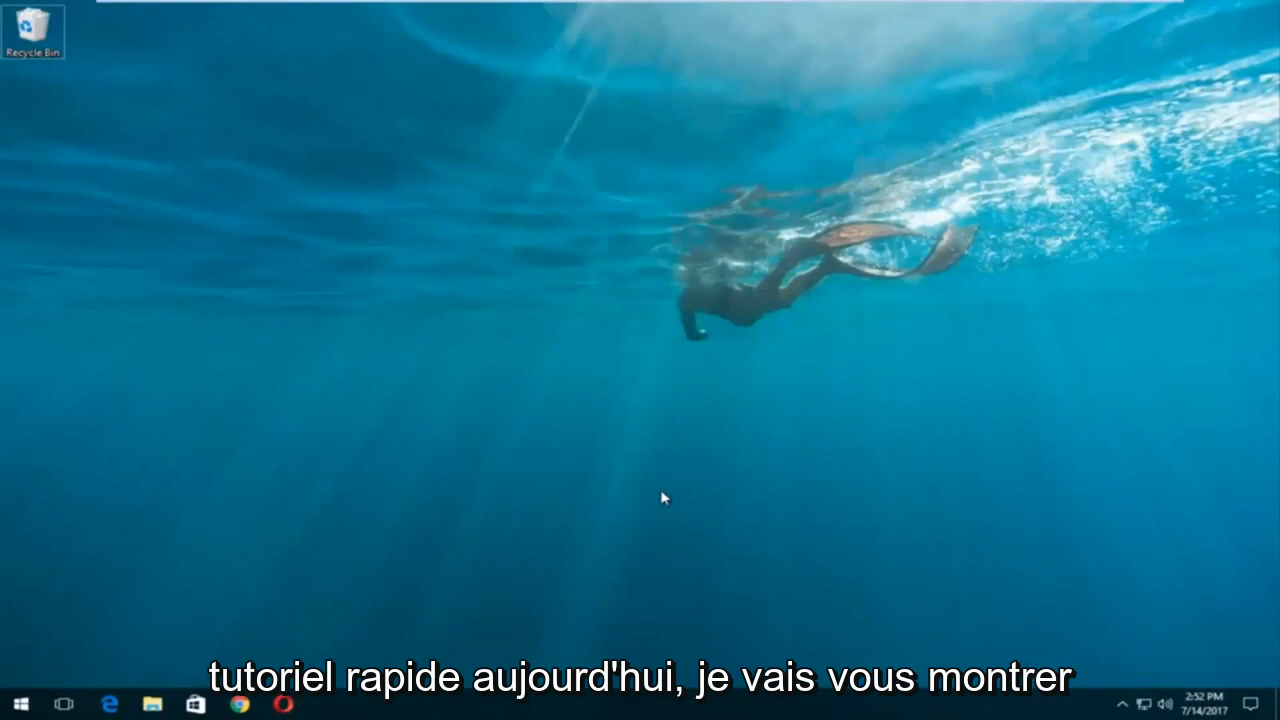 Recycle Bin
tutoriel rapide aujourd'hui, je vais vous montrer
2:52 PM
7/14/2017